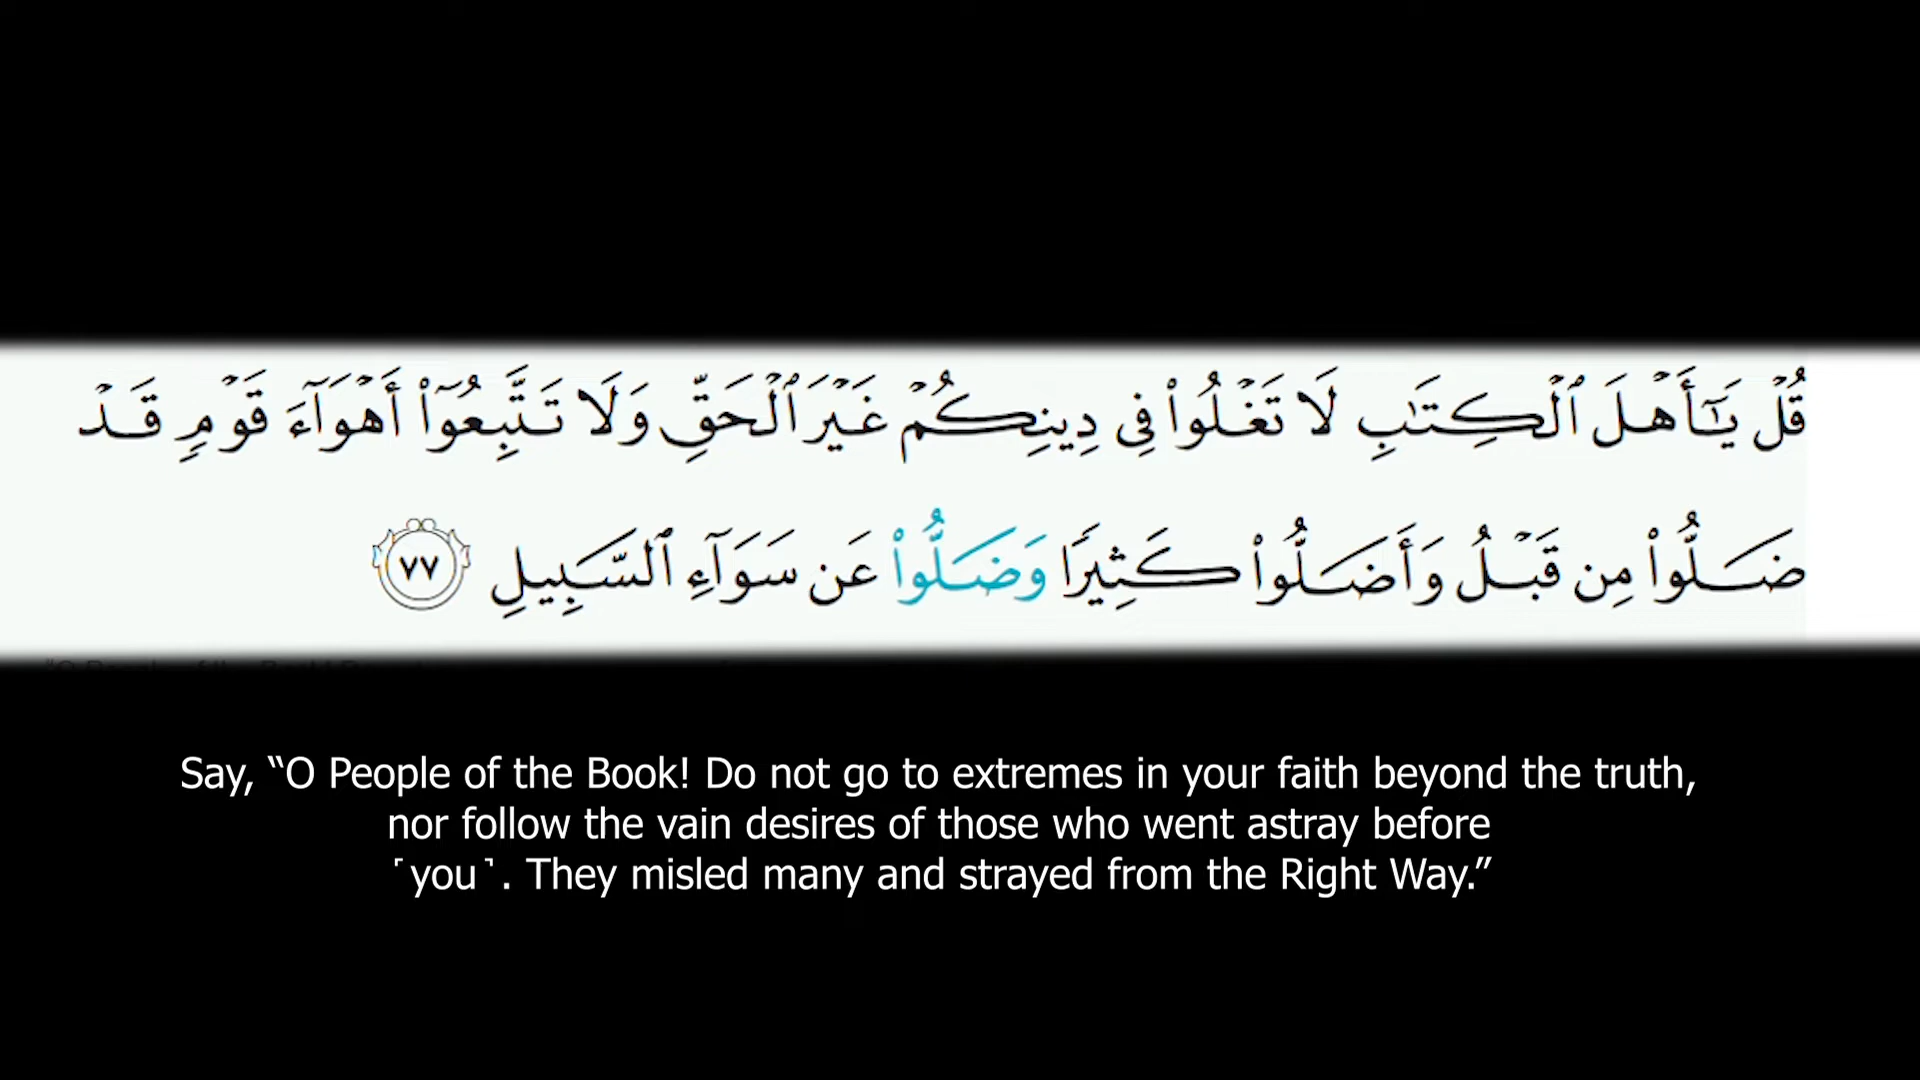 قُلۡ يَـٰٓأَهۡلَ ٱلۡكِتَـٰبِ لَا تَغۡلُوا۟ فِى دِينِكُمۡ غَيۡرَ ٱلۡحَقِّ وَلَا تَتَّبِعُوٓا۟ أَهۡوَآءَ قَوۡمٍۢ قَدۡ
ضَلُّوا۟ مِن قَبۡلُ وَأَضَلُّوا۟ كَثِيرًۭا وَضَلُّوا۟ عَن سَوَآءِ ٱلسَّبِيلِ ٧٧
Say, “O People of the Book! Do not go to extremes in your faith beyond the truth,
nor follow the vain desires of those who went astray before
˹you˺. They misled many and strayed from the Right Way.”